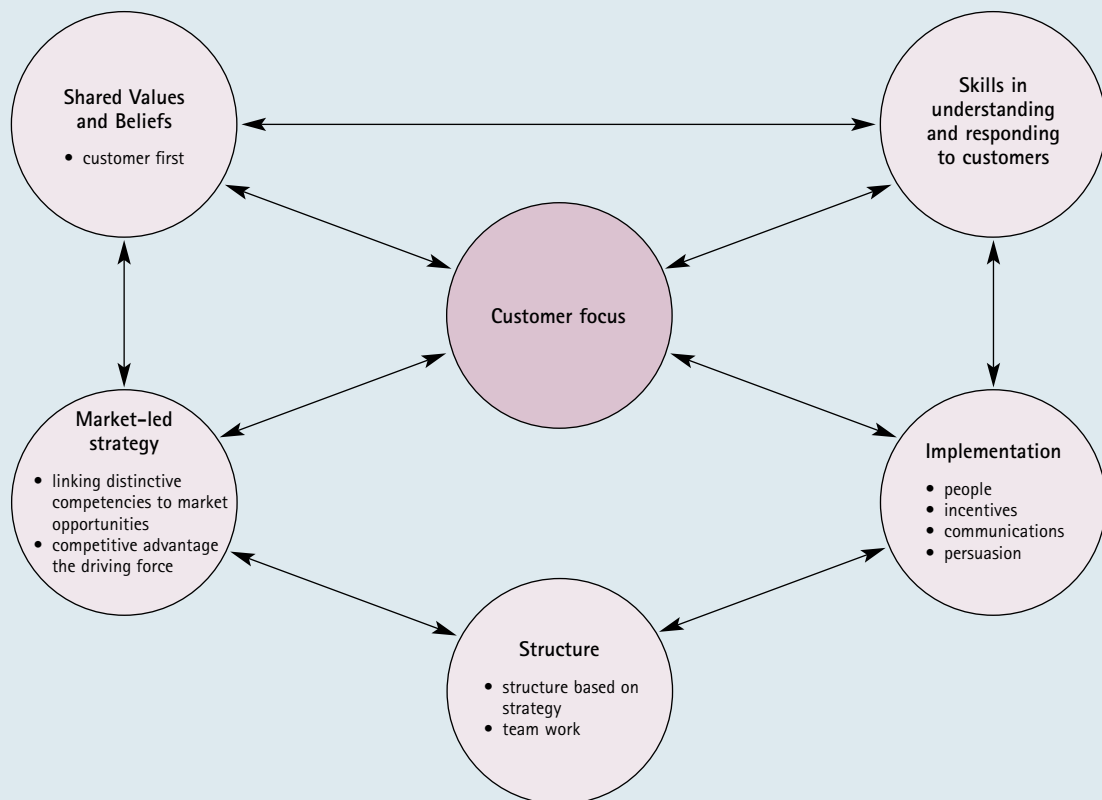 Shared Values
and Beliefs
• customer first
Skills in
understanding
and responding
to customers
Customer focus
Market-led
strategy
• linking distinctive
competencies to market
opportunities
• competitive advantage
the driving force
Implementation
• people
• incentives
• communications
• persuasion
Structure
• structure based on
strategy
• team work